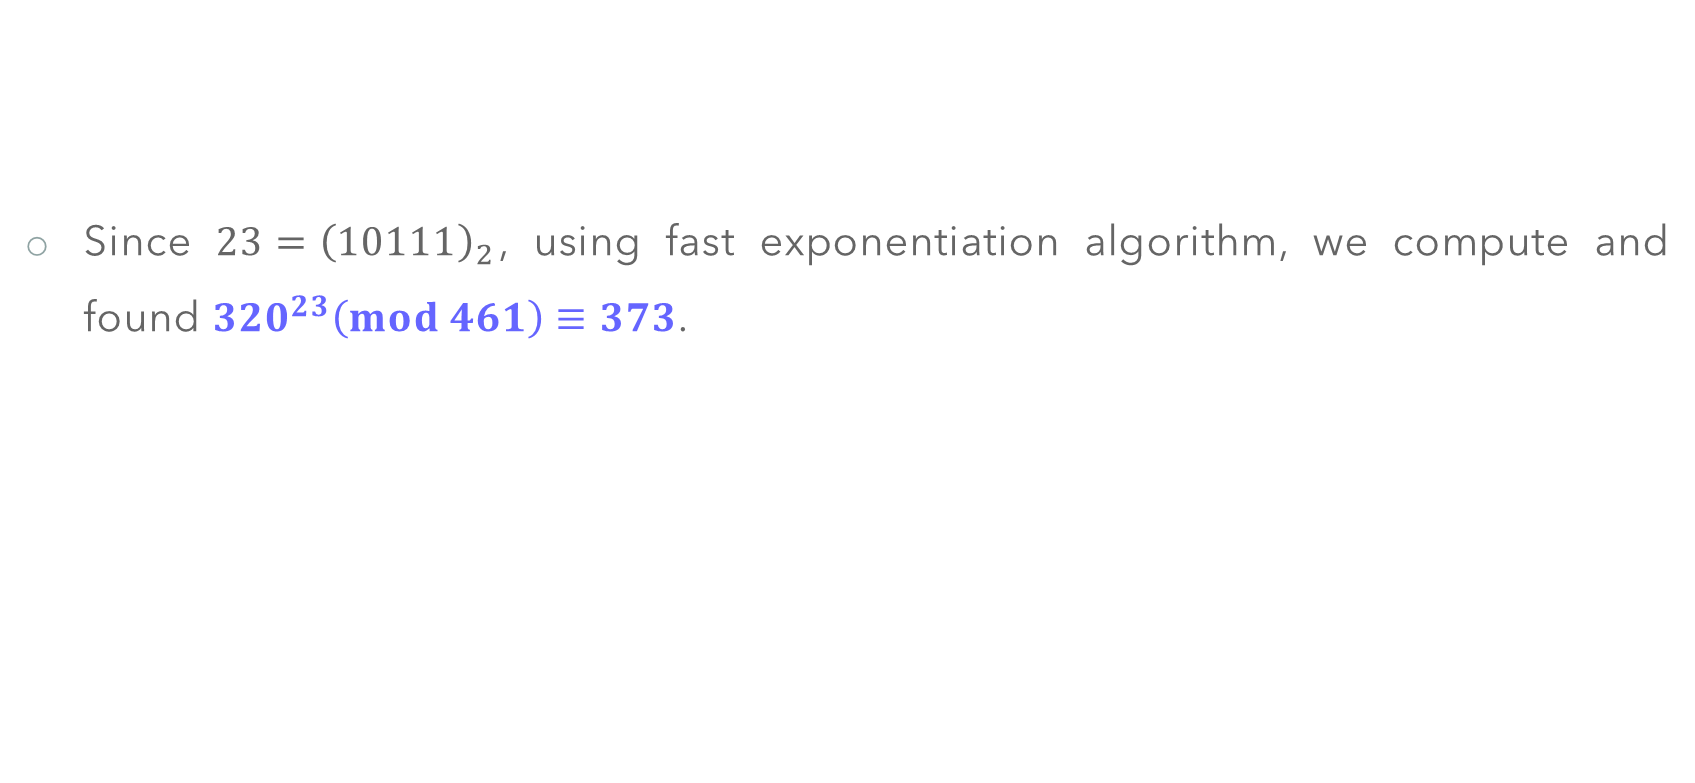 ○ Since 23 = (10111)₂, using fast exponentiation algorithm, we compute and
found 320²³(mod 461) ≡ 373.